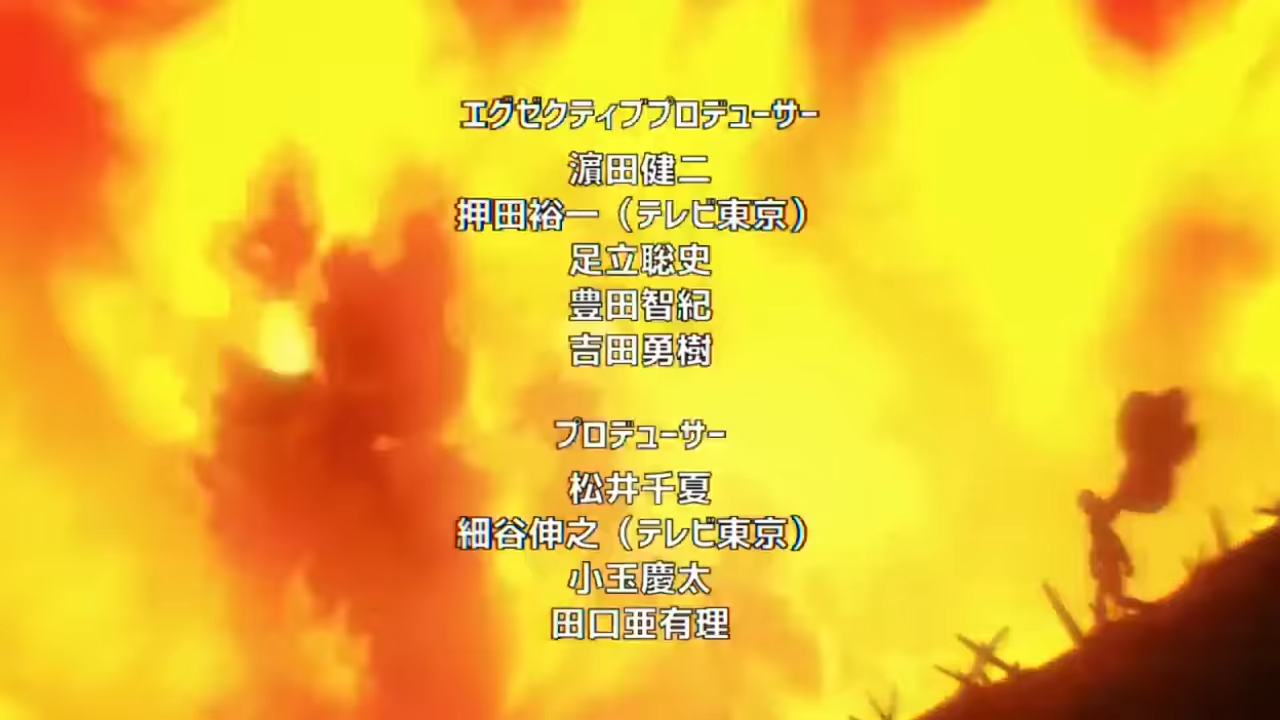 エグゼクティブプロデューサー
濵田健二
押田裕一（テレビ東京）
足立聡史
豊田智紀
吉田勇樹
プロデューサー
松井千夏
細谷伸之（テレビ東京）
小玉慶太
田口亜有理